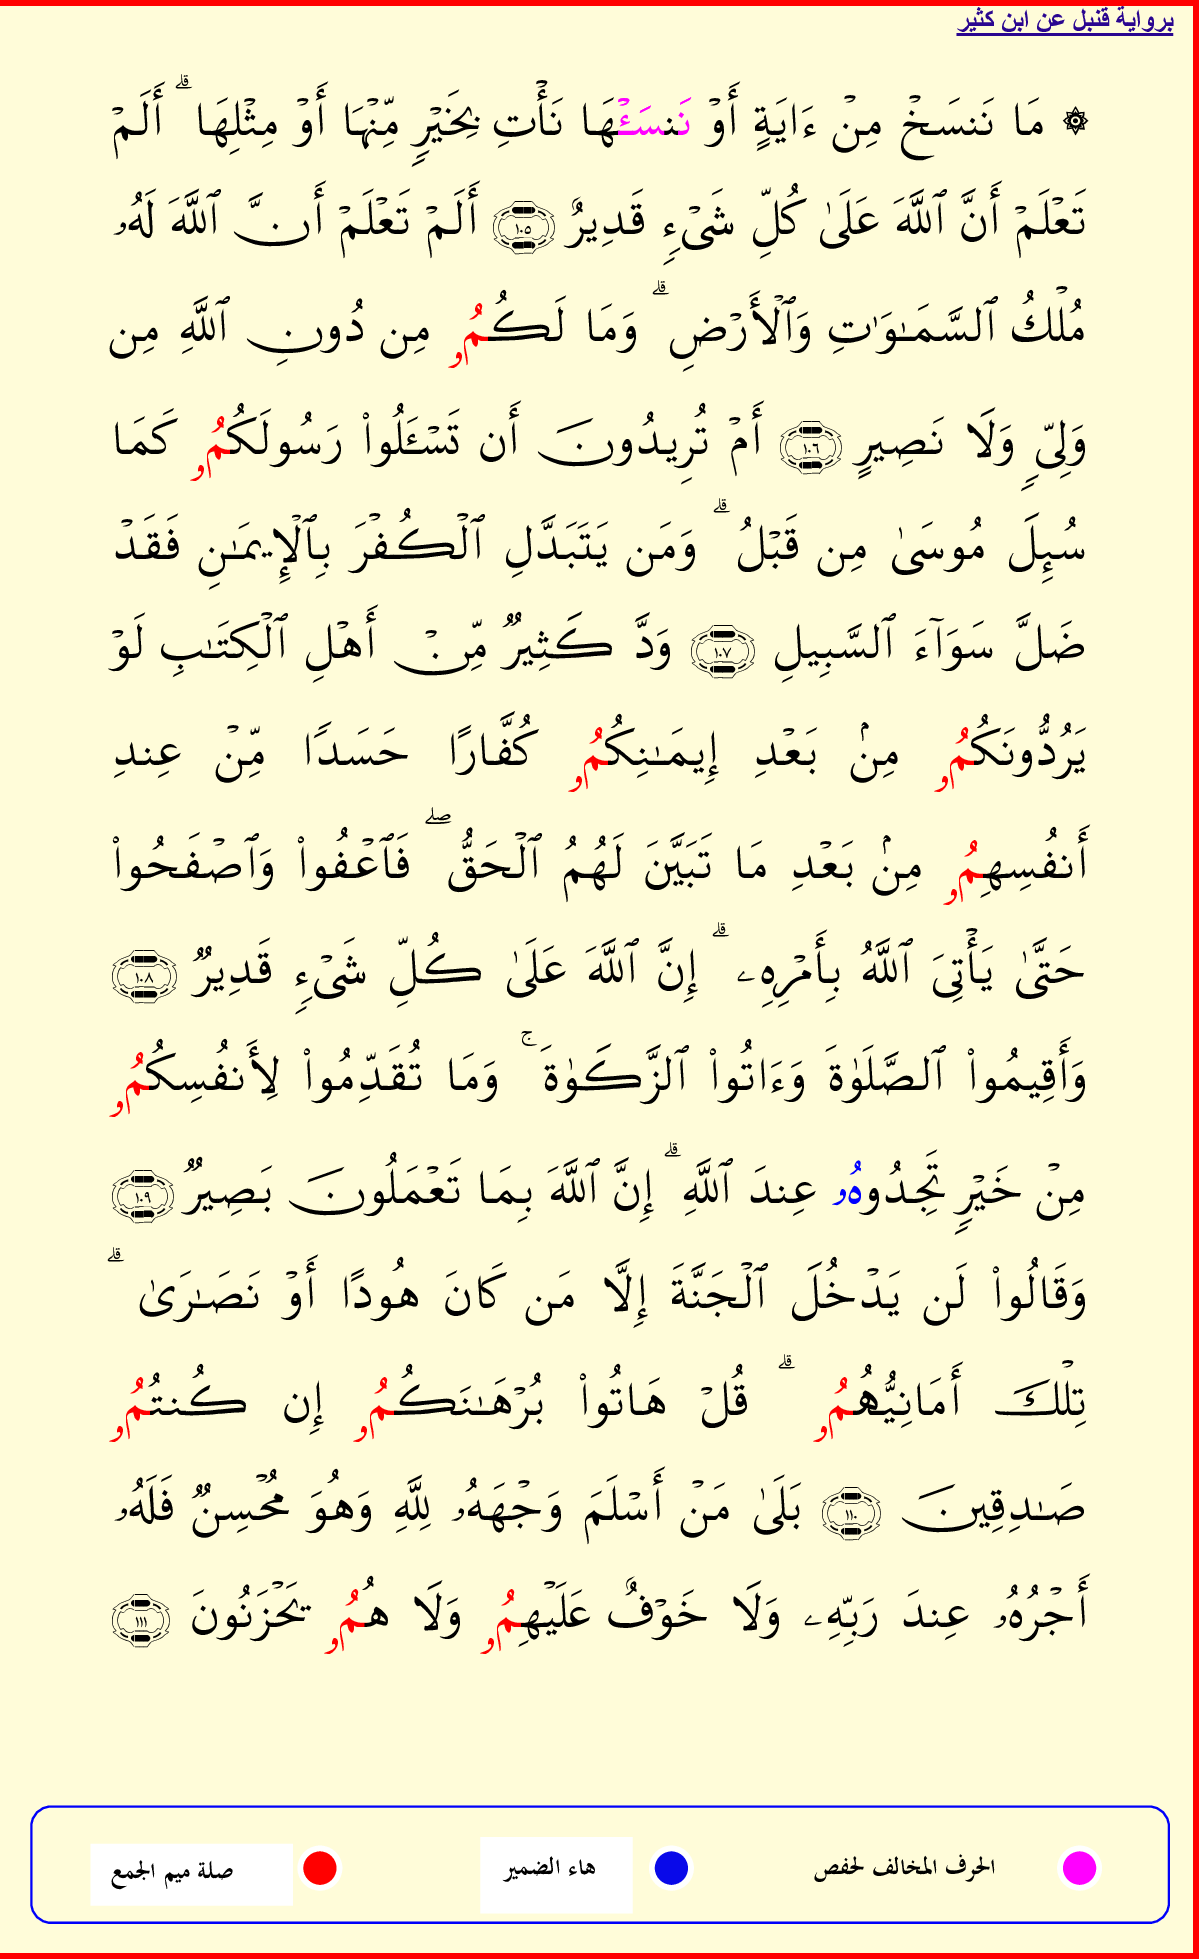 برواية قنبل عن ابن كثير
۞ مَا نَنسَخۡ مِنۡ ءَايَةٍ أَوۡ نَنسَئۡهَا نَأۡتِ بِخَيۡرٖ مِّنۡهَا أَوۡ مِثۡلِهَاۗ أَلَمۡ
تَعۡلَمۡ أَنَّ ٱللَّهَ عَلَىٰ كُلِّ شَيۡءٖ قَدِيرٌ ١٠٥ أَلَمۡ تَعۡلَمۡ أَنَّ ٱللَّهَ لَهُۥ
مُلۡكُ ٱلسَّمَٰوَٰتِ وَٱلۡأَرۡضِۗ وَمَا لَكُمُۥ مِن دُونِ ٱللَّهِ مِن
وَلِيّٖ وَلَا نَصِيرٍ ١٠٦ أَمۡ تُرِيدُونَ أَن تَسۡـَٔلُواْ رَسُولَكُمُۥ كَمَا
سُئِلَ مُوسَىٰ مِن قَبۡلُۗ وَمَن يَتَبَدَّلِ ٱلۡكُفۡرَ بِٱلۡإِيمَٰنِ فَقَدۡ
ضَلَّ سَوَآءَ ٱلسَّبِيلِ ١٠٧ وَدَّ كَثِيرٞ مِّنۡ أَهۡلِ ٱلۡكِتَٰبِ لَوۡ
يَرُدُّونَكُمُۥ مِنۢ بَعۡدِ إِيمَٰنِكُمُۥ كُفَّارًا حَسَدٗا مِّنۡ عِندِ
أَنفُسِهِمُۥ مِنۢ بَعۡدِ مَا تَبَيَّنَ لَهُمُ ٱلۡحَقُّۖ فَٱعۡفُواْ وَٱصۡفَحُواْ
حَتَّىٰ يَأۡتِيَ ٱللَّهُ بِأَمۡرِهِۦۗ إِنَّ ٱللَّهَ عَلَىٰ كُلِّ شَيۡءٖ قَدِيرٞ ١٠٨
وَأَقِيمُواْ ٱلصَّلَوٰةَ وَءَاتُواْ ٱلزَّكَوٰةَۚ وَمَا تُقَدِّمُواْ لِأَنفُسِكُمُۥ
مِنۡ خَيۡرٖ تَجِدُوهُۥ عِندَ ٱللَّهِۗ إِنَّ ٱللَّهَ بِمَا تَعۡمَلُونَ بَصِيرٞ ١٠٩
وَقَالُواْ لَن يَدۡخُلَ ٱلۡجَنَّةَ إِلَّا مَن كَانَ هُودًا أَوۡ نَصَٰرَىٰۗ
تِلۡكَ أَمَانِيُّهُمُۥۗ قُلۡ هَاتُواْ بُرۡهَٰنَكُمُۥ إِن كُنتُمُۥ
صَٰدِقِينَ ١١٠ بَلَىٰ مَنۡ أَسۡلَمَ وَجۡهَهُۥ لِلَّهِ وَهُوَ مُحۡسِنٞ فَلَهُۥ
أَجۡرُهُۥ عِندَ رَبِّهِۦ وَلَا خَوۡفٌ عَلَيۡهِمُۥ وَلَا هُمُۥ يَحۡزَنُونَ ١١١
الحرف المخالف لحفص هاء الضمير صلة ميم الجمع